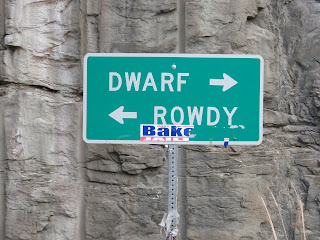 DWARF →
← ROWDY
Bake